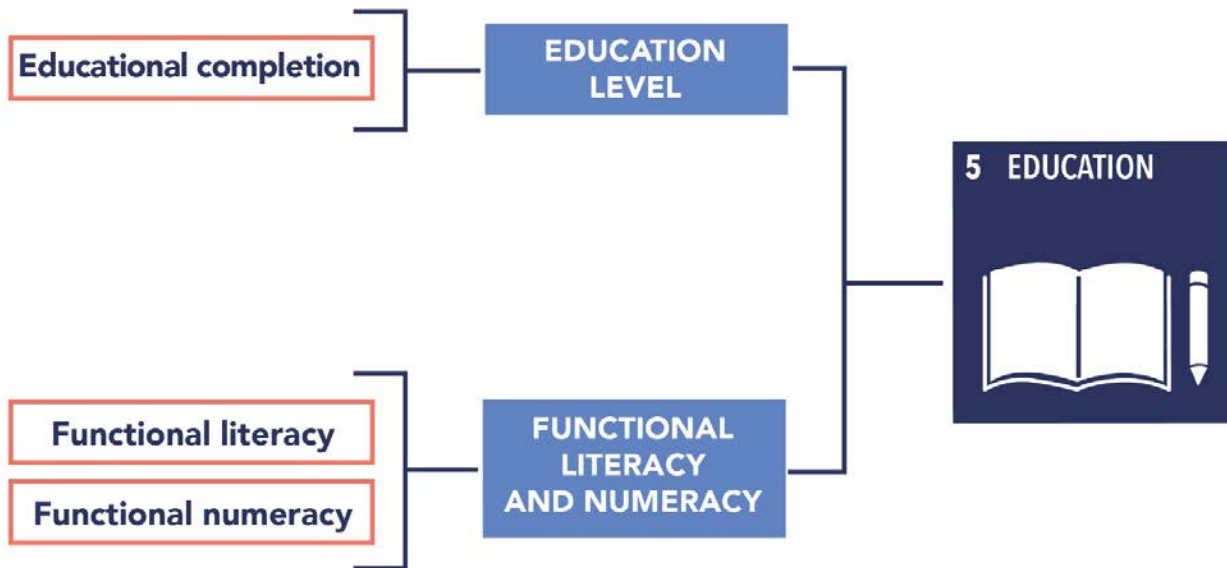 Educational completion
EDUCATION
LEVEL
5 EDUCATION
Functional literacy
Functional numeracy
FUNCTIONAL
LITERACY
AND NUMERACY